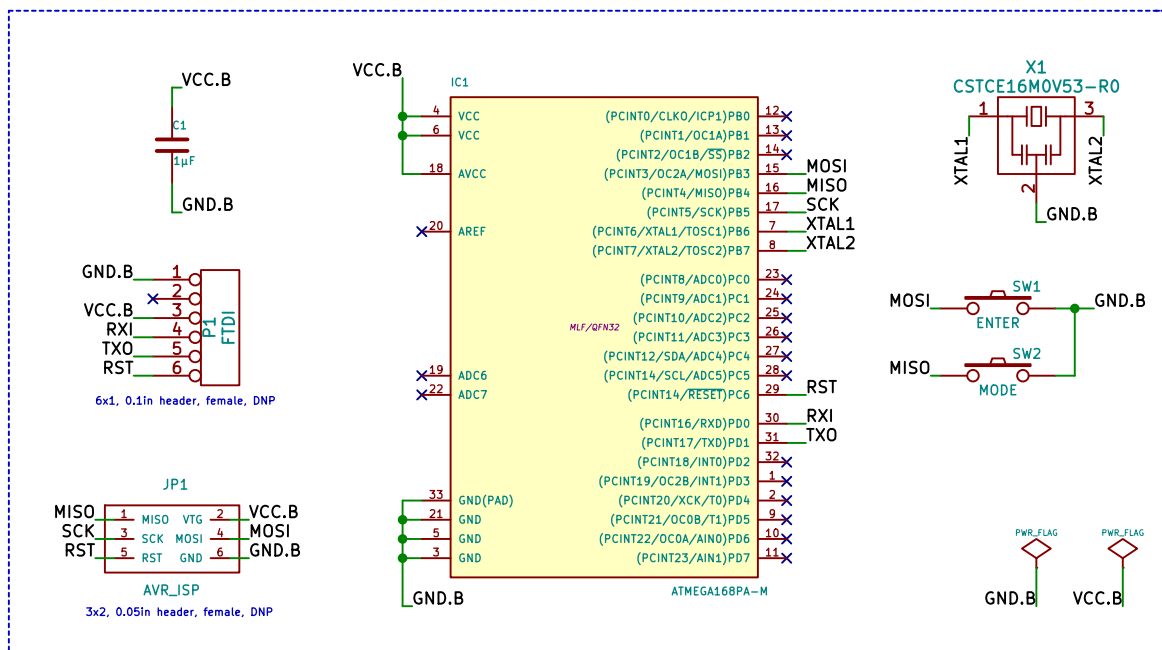 VCC.B
C1
1µF
GND.B
GND.B 1
2
VCC.B 3
RXI 4
TXO 5
RST 6
P1
FTDI
6x1, 0.1in header, female, DNP
JP1
MISO 1 MISO VTG 2 VCC.B
SCK 3 SCK MOSI 4 MOSI
RST 5 RST GND 6 GND.B
AVR_ISP
3x2, 0.05in header, female, DNP
VCC.B
IC1
4 VCC
6 VCC
18 AVCC
20 AREF
19 ADC6
22 ADC7
33 GND(PAD)
21 GND
5 GND
3 GND
GND.B
MLF/QFN32
(PCINT0/CLKO/ICP1)PB0 12
(PCINT1/OC1A)PB1 13
(PCINT2/OC1B/SS)PB2 14
(PCINT3/OC2A/MOSI)PB3 15 MOSI
(PCINT4/MISO)PB4 16 MISO
(PCINT5/SCK)PB5 17 SCK
(PCINT6/XTAL1/TOSC1)PB6 7 XTAL1
(PCINT7/XTAL2/TOSC2)PB7 8 XTAL2
(PCINT8/ADC0)PC0 23
(PCINT9/ADC1)PC1 24
(PCINT10/ADC2)PC2 25
(PCINT11/ADC3)PC3 26
(PCINT12/SDA/ADC4)PC4 27
(PCINT14/SCL/ADC5)PC5 28
(PCINT14/RESET)PC6 29 RST
(PCINT16/RXD)PD0 30 RXI
(PCINT17/TXD)PD1 31 TXO
(PCINT18/INT0)PD2 32
(PCINT19/OC2B/INT1)PD3 1
(PCINT20/XCK/T0)PD4 2
(PCINT21/OC0B/T1)PD5 9
(PCINT22/OC0A/AIN0)PD6 10
(PCINT23/AIN1)PD7 11
ATMEGA168PA-M
X1
CSTCE16M0V53-R0
1 3
XTAL1
XTAL2
2
GND.B
MOSI SW1 GND.B
ENTER
MISO SW2
MODE
PWR_FLAG PWR_FLAG
GND.B VCC.B